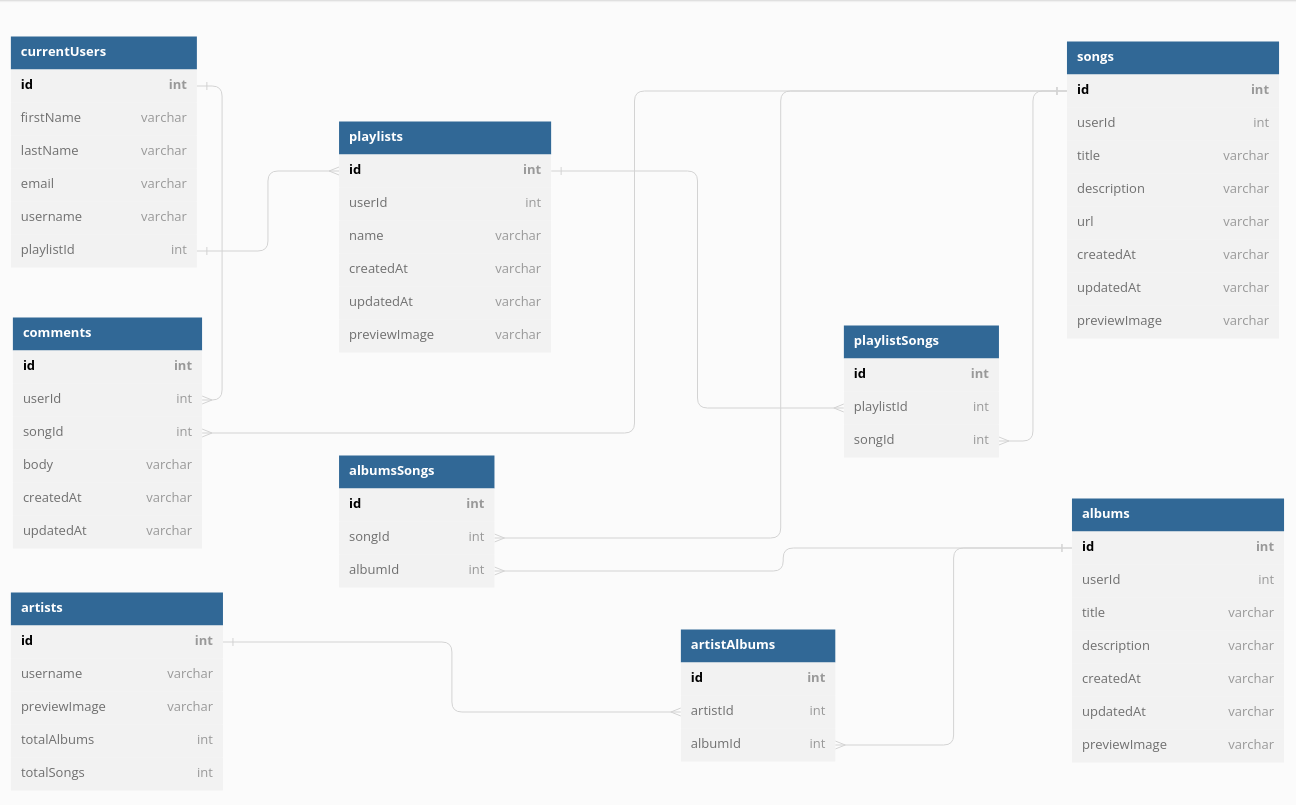 currentUsers
id int
firstName varchar
lastName varchar
email varchar
username varchar
playlistId int
comments
id int
userId int
songId int
body varchar
createdAt varchar
updatedAt varchar
artists
id int
username varchar
previewImage varchar
totalAlbums int
totalSongs int
playlists
id int
userId int
name varchar
createdAt varchar
updatedAt varchar
previewImage varchar
albumsSongs
id int
songId int
albumId int
artistAlbums
id int
artistId int
albumId int
playlistSongs
id int
playlistId int
songId int
songs
id int
userId int
title varchar
description varchar
url varchar
createdAt varchar
updatedAt varchar
previewImage varchar
albums
id int
userId int
title varchar
description varchar
createdAt varchar
updatedAt varchar
previewImage varchar